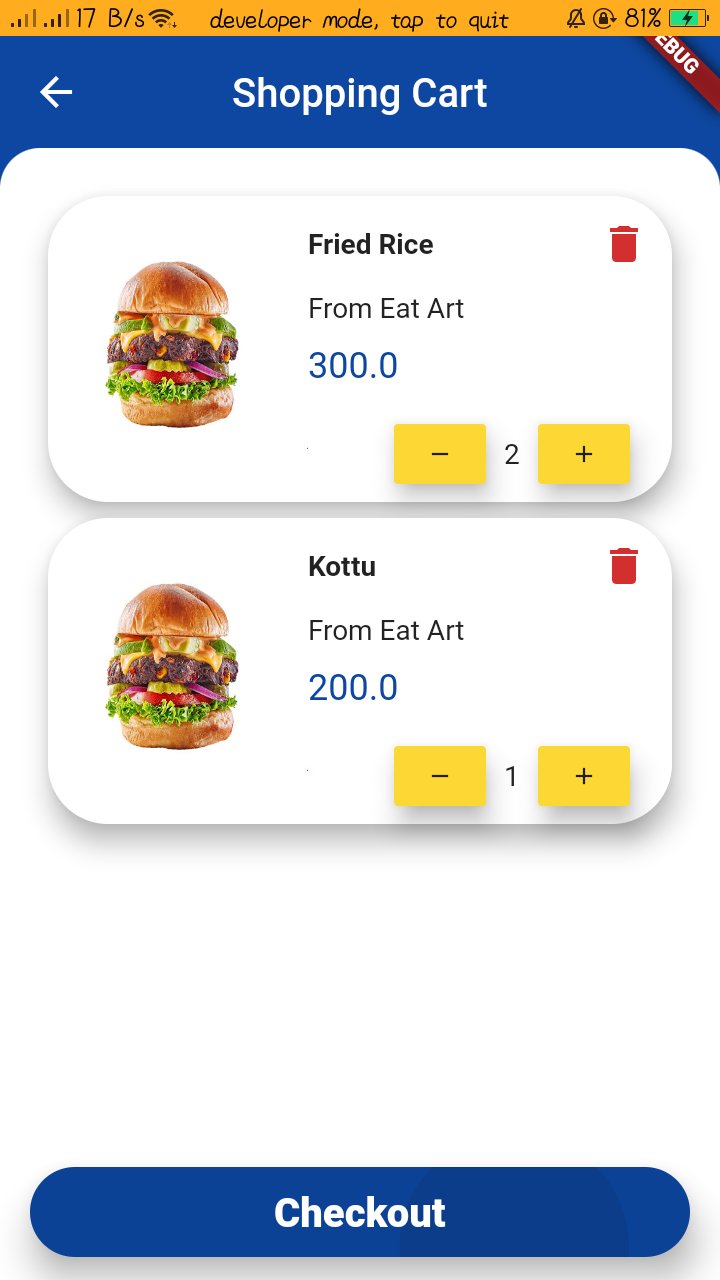 17 B/s developer mode, tap to quit 81%
EBUG
Shopping Cart
Fried Rice
From Eat Art
300.0
− 2 +
Kottu
From Eat Art
200.0
− 1 +
Checkout